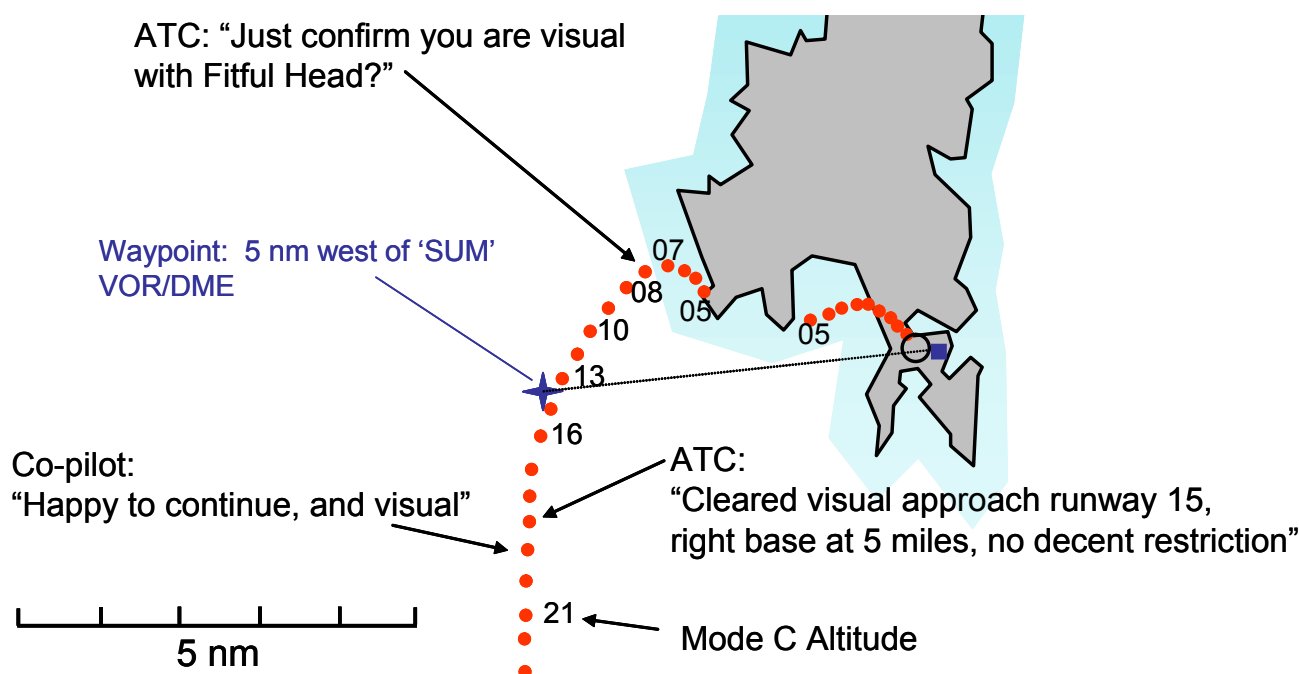 ATC: “Just confirm you are visual
with Fitful Head?”
Waypoint:  5 nm west of ‘SUM’
VOR/DME
07
08
05
10
05
13
16
Co-pilot:
“Happy to continue, and visual”
ATC:
“Cleared visual approach runway 15,
right base at 5 miles, no decent restriction”
21
Mode C Altitude
5 nm